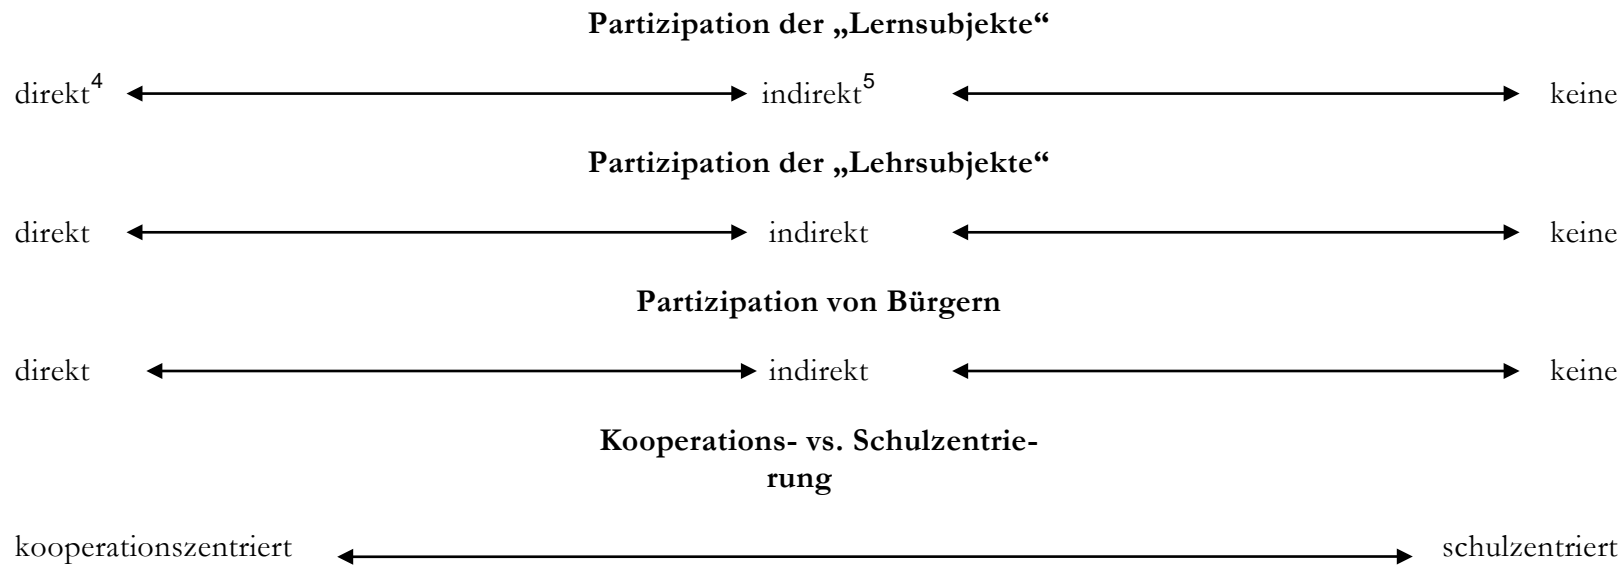 Partizipation der „Lernsubjekte“
direkt⁴ indirekt⁵ keine
Partizipation der „Lehrsubjekte“
direkt indirekt keine
Partizipation von Bürgern
direkt indirekt keine
Kooperations- vs. Schulzentrie-
rung
kooperationszentriert schulzentriert